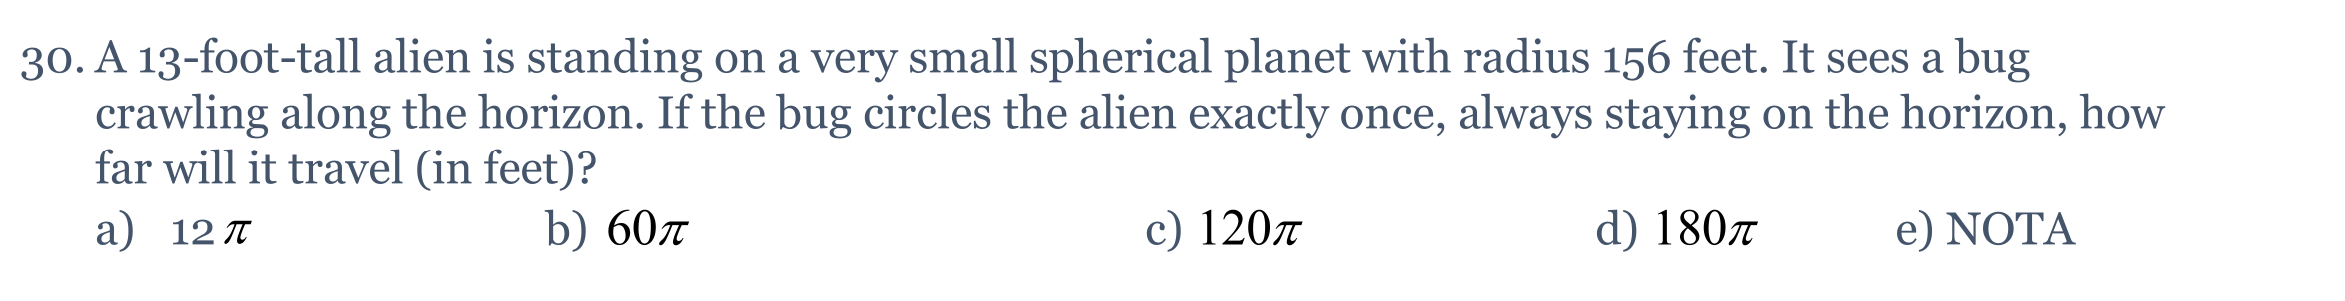 30. A 13-foot-tall alien is standing on a very small spherical planet with radius 156 feet. It sees a bug
crawling along the horizon. If the bug circles the alien exactly once, always staying on the horizon, how
far will it travel (in feet)?
a) 12 π b) 60π c) 120π d) 180π e) NOTA